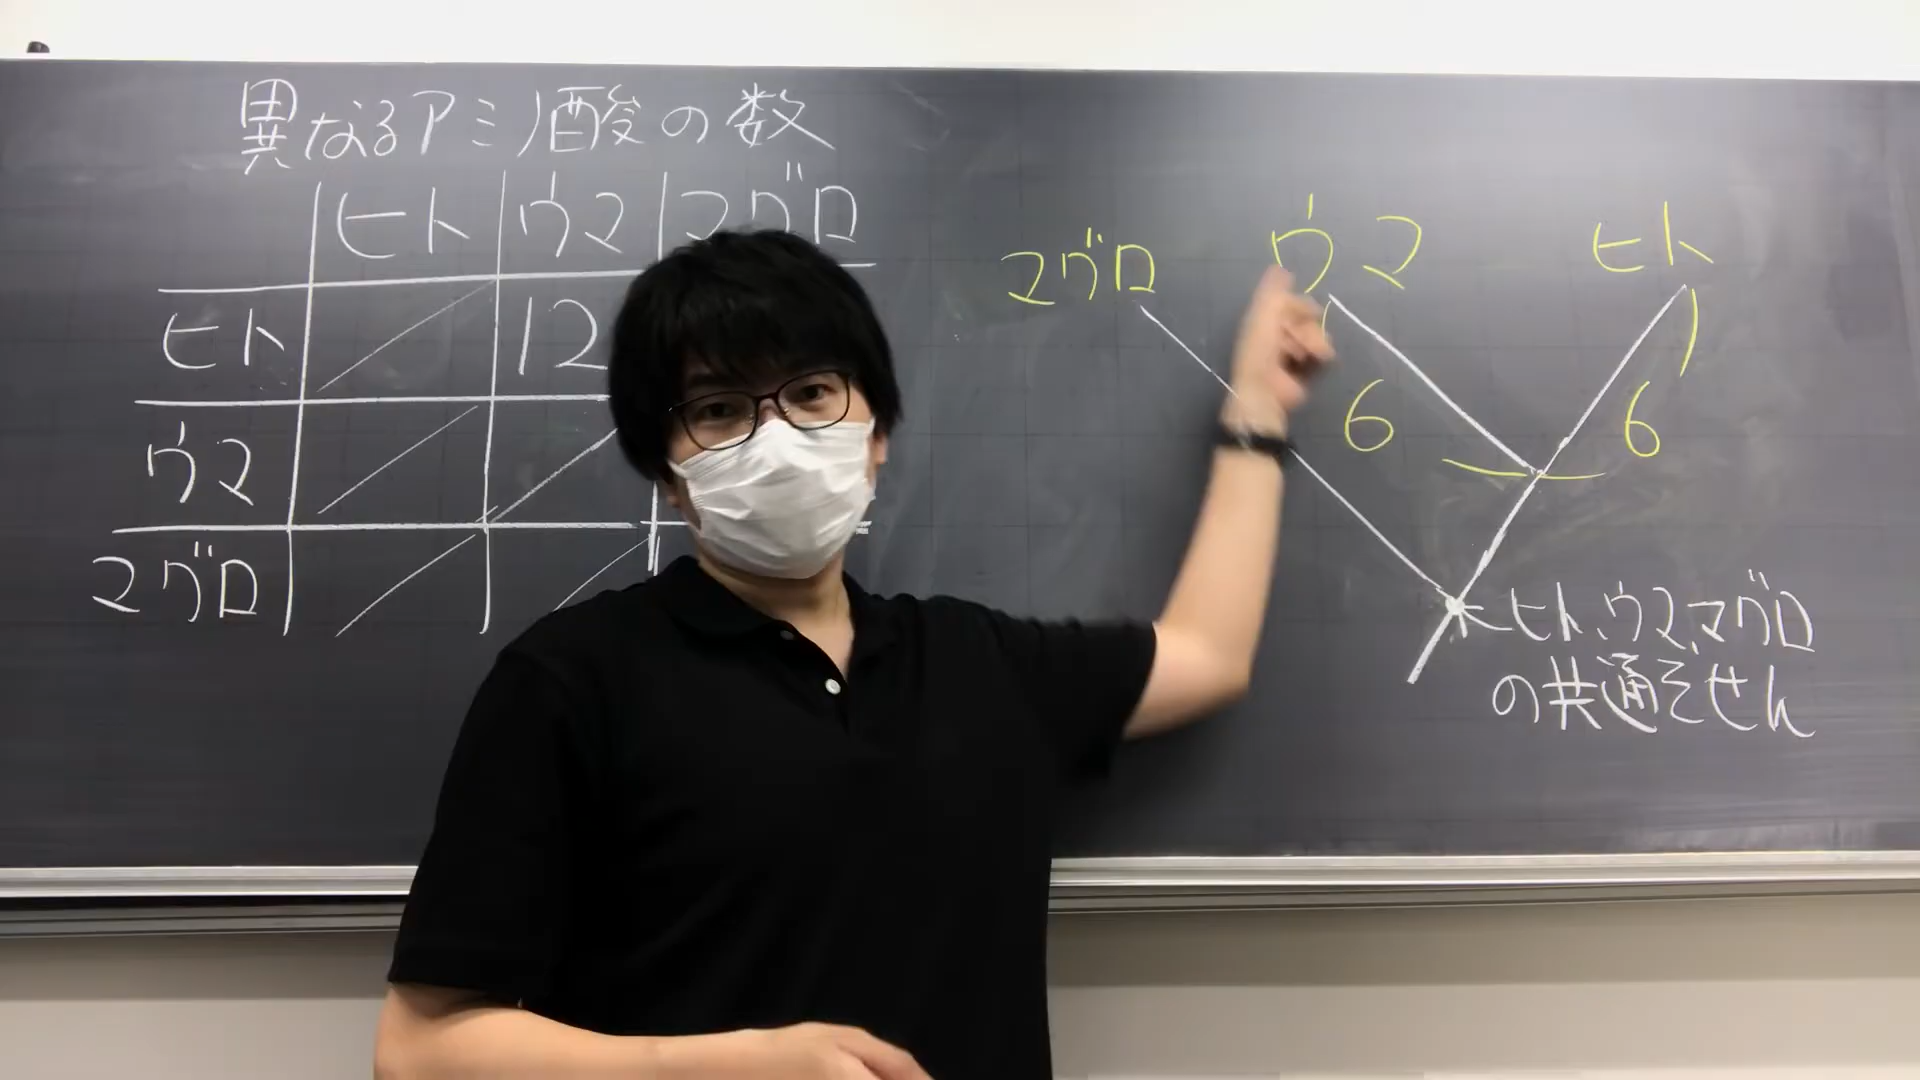 異なるアミノ酸の数
ヒト ウマ マグロ
ヒト 12
ウマ
マグロ
マグロ ウマ ヒト
6 6
ヒト、ウマ、マグロ
の共通そせん